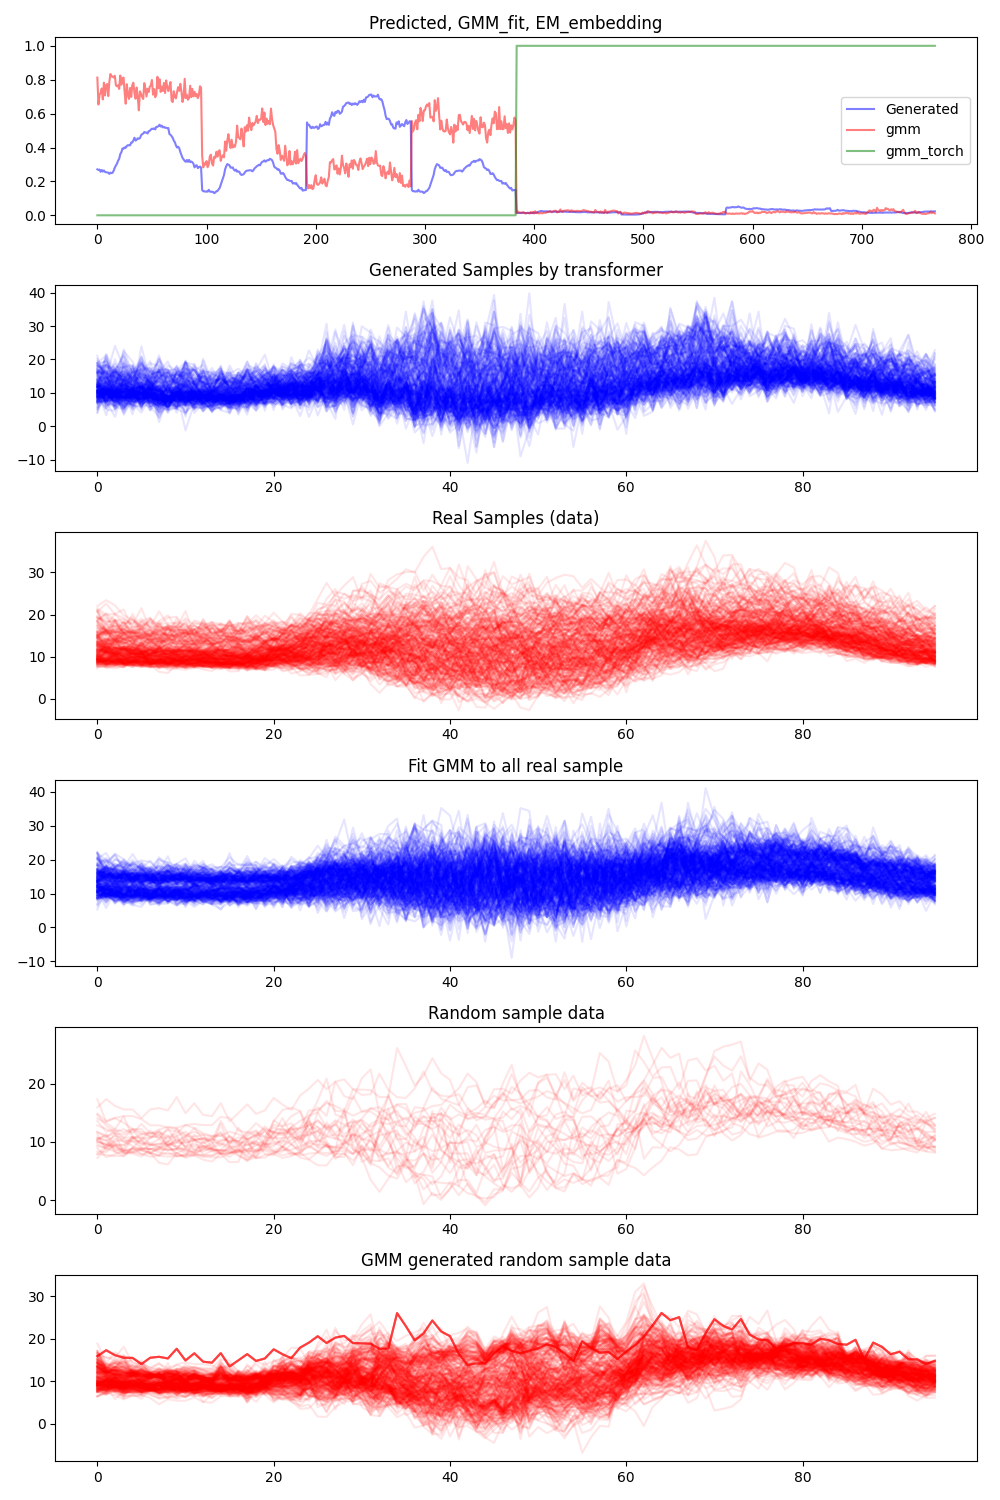 Predicted, GMM_fit, EM_embedding
1.0
0.8
0.6
0.4
0.2
0.0
Generated
gmm
gmm_torch
0 100 200 300 400 500 600 700 800
Generated Samples by transformer
40
30
20
10
0
−10
0 20 40 60 80
Real Samples (data)
30
20
10
0
0 20 40 60 80
Fit GMM to all real sample
40
30
20
10
0
−10
0 20 40 60 80
Random sample data
20
10
0
0 20 40 60 80
GMM generated random sample data
30
20
10
0
0 20 40 60 80